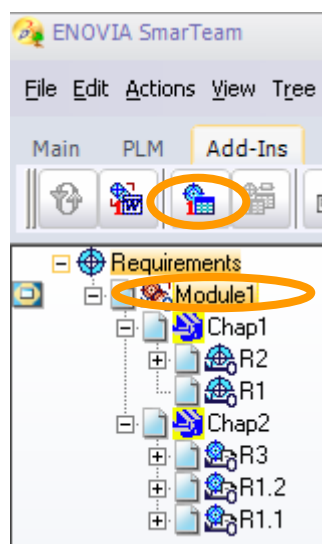 ENOVIA SmarTeam
File Edit Actions View Tree
Main PLM Add-Ins
Requirements
Module1
Chap1
R2
R1
Chap2
R3
R1.2
R1.1